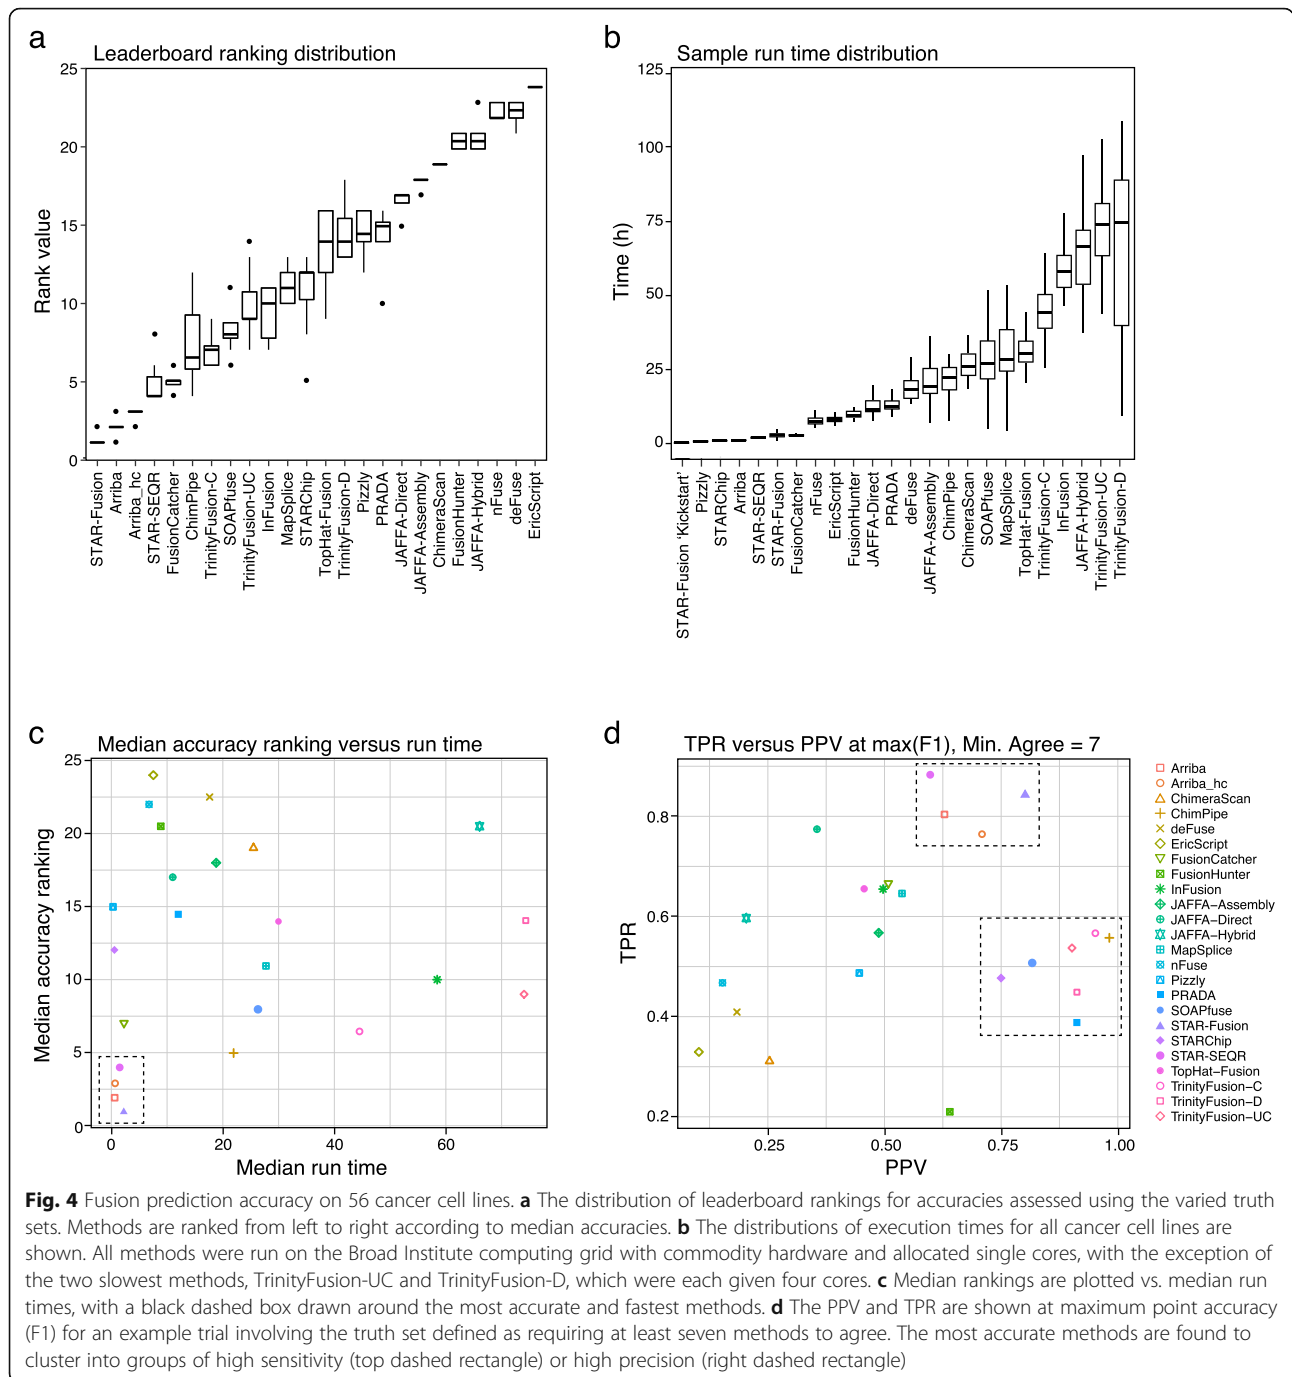 a
Leaderboard ranking distribution
25
20
15
10
5
0
Rank value
STAR-Fusion
Arriba
Arriba_hc
STAR-SEQR
FusionCatcher
ChimPipe
TrinityFusion-C
SOAPfuse
TrinityFusion-UC
InFusion
MapSplice
STARChip
TopHat-Fusion
TrinityFusion-D
Pizzly
PRADA
JAFFA-Direct
JAFFA-Assembly
ChimeraScan
FusionHunter
JAFFA-Hybrid
nFuse
deFuse
EricScript
b
Sample run time distribution
125
100
75
50
25
0
Time (h)
STAR-Fusion 'Kickstart'
Pizzly
STARChip
Arriba
STAR-SEQR
STAR-Fusion
FusionCatcher
nFuse
EricScript
FusionHunter
JAFFA-Direct
PRADA
deFuse
JAFFA-Assembly
ChimPipe
ChimeraScan
SOAPfuse
MapSplice
TopHat-Fusion
TrinityFusion-C
InFusion
JAFFA-Hybrid
TrinityFusion-UC
TrinityFusion-D
c
Median accuracy ranking versus run time
25
20
15
10
5
0
Median accuracy ranking
0
20
40
60
Median run time
d
TPR versus PPV at max(F1), Min. Agree = 7
0.8
0.6
0.4
0.2
TPR
0.25
0.50
0.75
1.00
PPV
Arriba
Arriba_hc
ChimeraScan
ChimPipe
deFuse
EricScript
FusionCatcher
FusionHunter
InFusion
JAFFA−Assembly
JAFFA−Direct
JAFFA−Hybrid
MapSplice
nFuse
Pizzly
PRADA
SOAPfuse
STAR-Fusion
STARChip
STAR-SEQR
TopHat−Fusion
TrinityFusion−C
TrinityFusion−D
TrinityFusion−UC
Fig. 4 Fusion prediction accuracy on 56 cancer cell lines. a The distribution of leaderboard rankings for accuracies assessed using the varied truth
sets. Methods are ranked from left to right according to median accuracies. b The distributions of execution times for all cancer cell lines are
shown. All methods were run on the Broad Institute computing grid with commodity hardware and allocated single cores, with the exception of
the two slowest methods, TrinityFusion-UC and TrinityFusion-D, which were each given four cores. c Median rankings are plotted vs. median run
times, with a black dashed box drawn around the most accurate and fastest methods. d The PPV and TPR are shown at maximum point accuracy
(F1) for an example trial involving the truth set defined as requiring at least seven methods to agree. The most accurate methods are found to
cluster into groups of high sensitivity (top dashed rectangle) or high precision (right dashed rectangle)